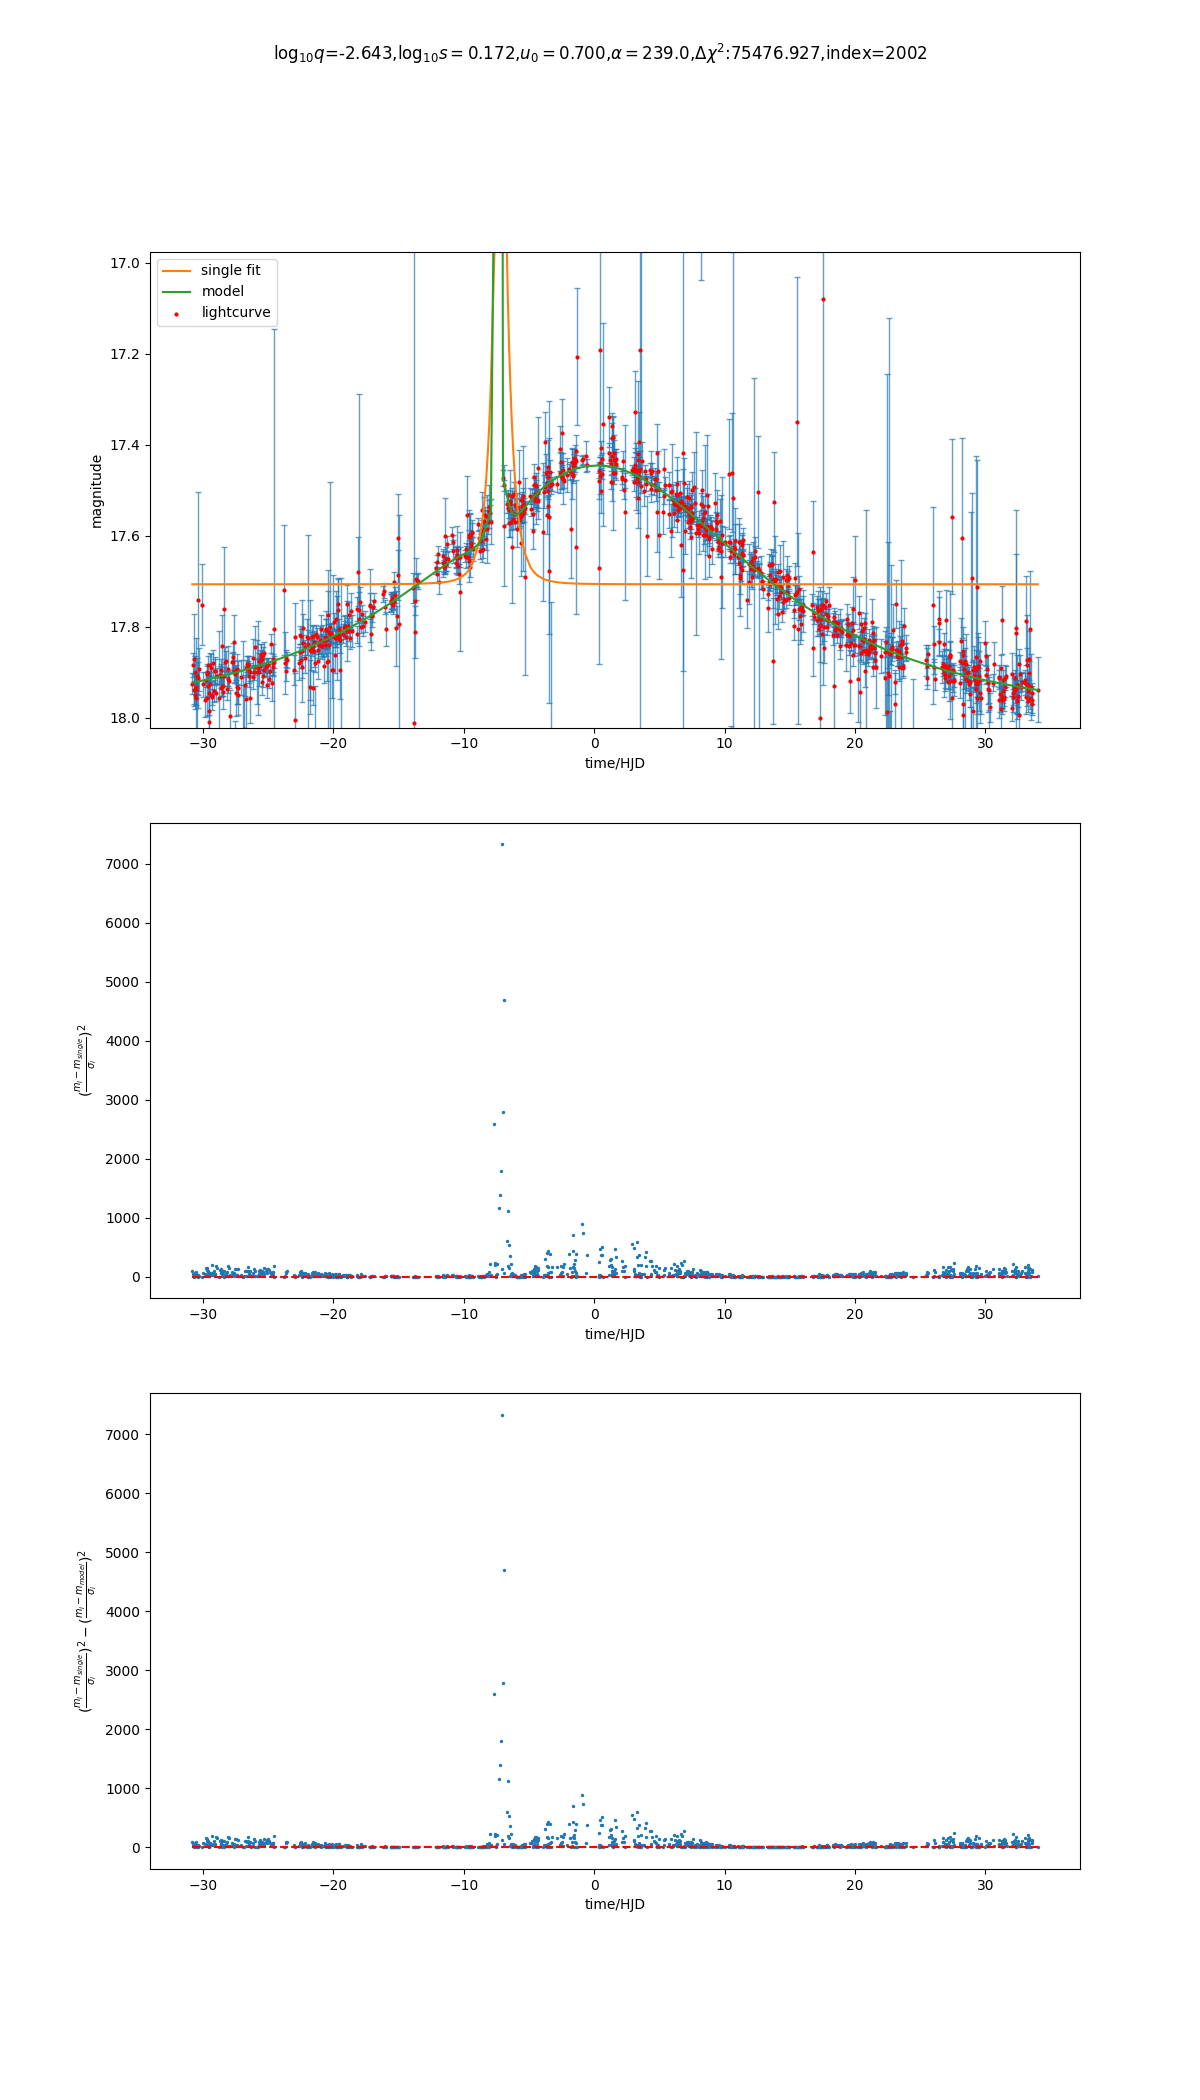 log₁₀q=-2.643,log₁₀s = 0.172,u₀ = 0.700,α = 239.0,Δχ²:75476.927,index=2002
single fit
model
lightcurve
17.0
17.2
17.4
17.6
17.8
18.0
magnitude
−30 −20 −10 0 10 20 30
time/HJD
7000
6000
5000
4000
3000
2000
1000
0
((mᵢ − m_single)/σᵢ)²
−30 −20 −10 0 10 20 30
time/HJD
7000
6000
5000
4000
3000
2000
1000
0
((mᵢ − m_single)/σᵢ)² − ((mᵢ − m_model)/σᵢ)²
−30 −20 −10 0 10 20 30
time/HJD